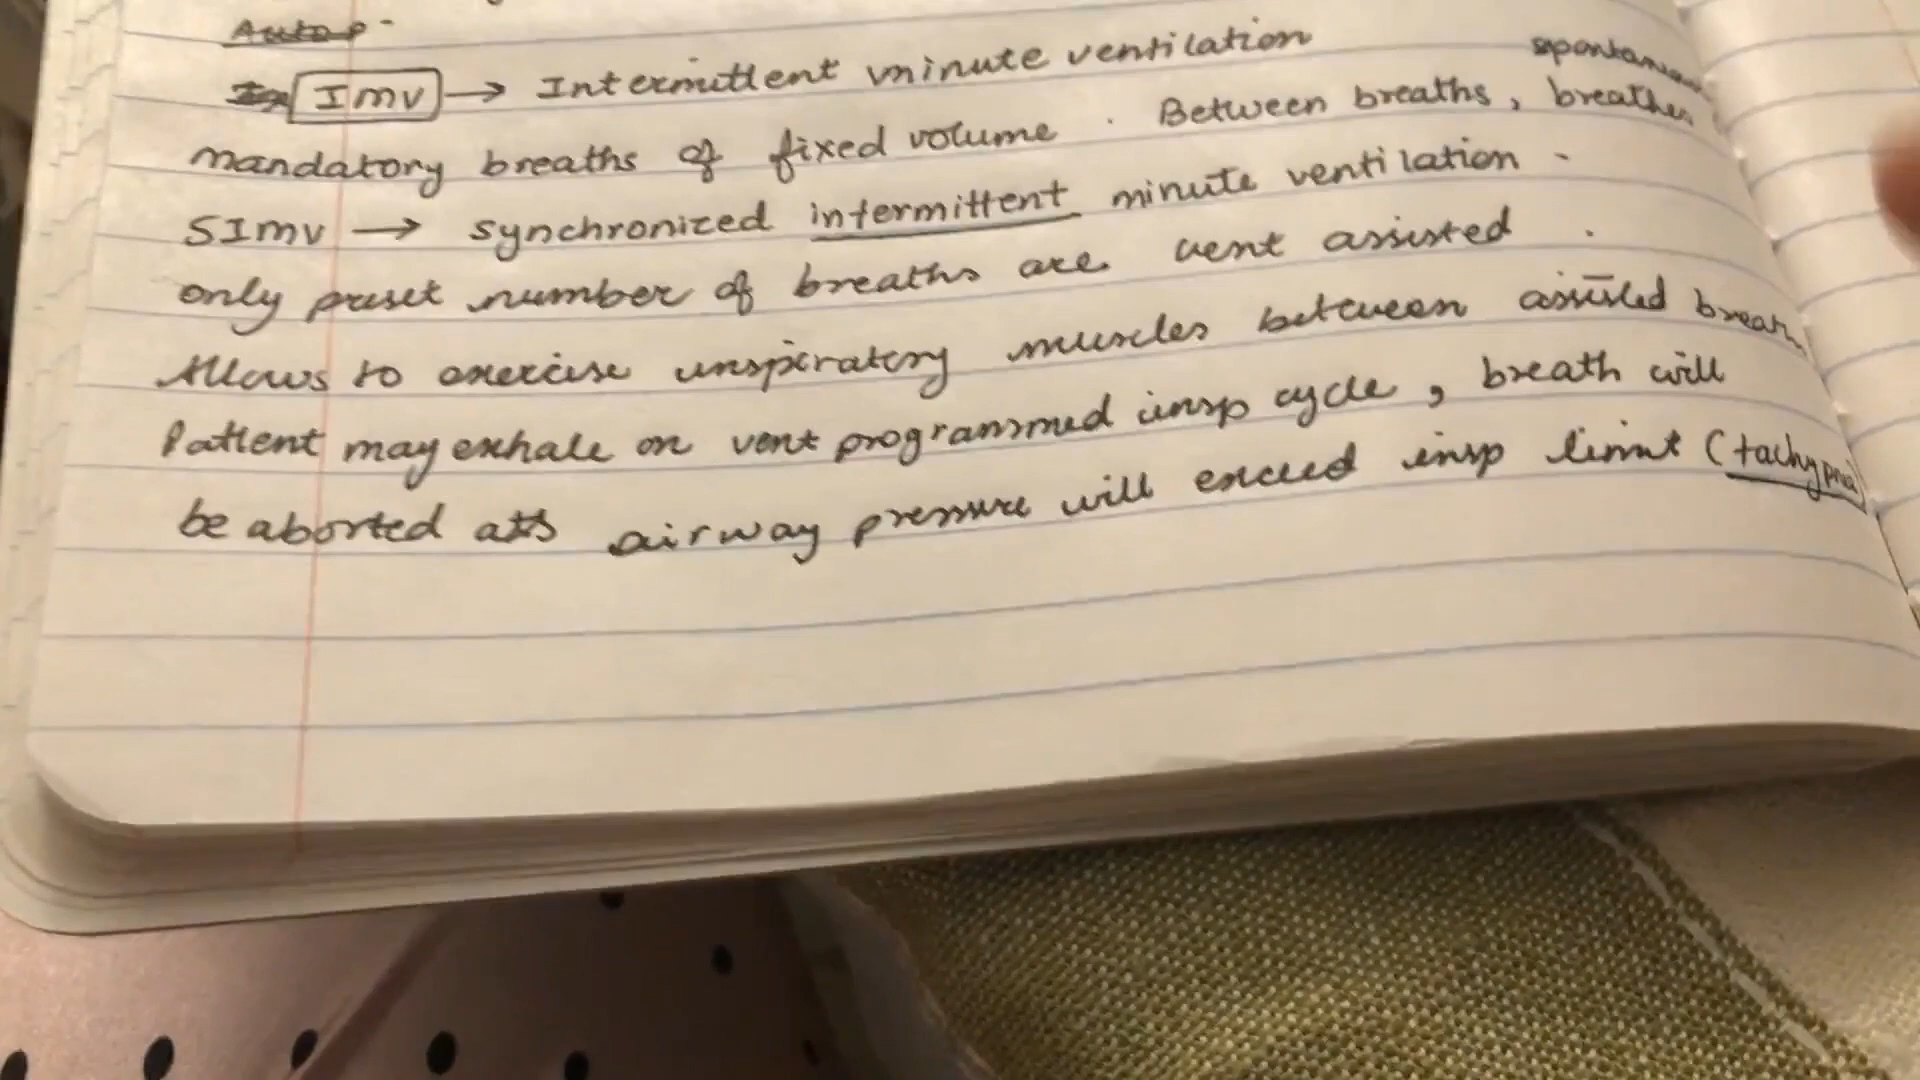 IMV → Intermittent minute ventilation
spontaneous
mandatory breaths of fixed volume. Between breaths, breathes
SIMV → synchronized intermittent minute ventilation.
only preset number of breaths are vent assisted.
Allows to exercise inspiratory muscles between assisted breath
Patient may exhale on vent programmed insp cycle, breath will
be aborted as airway pressure will exceed insp limit (tachypnea)